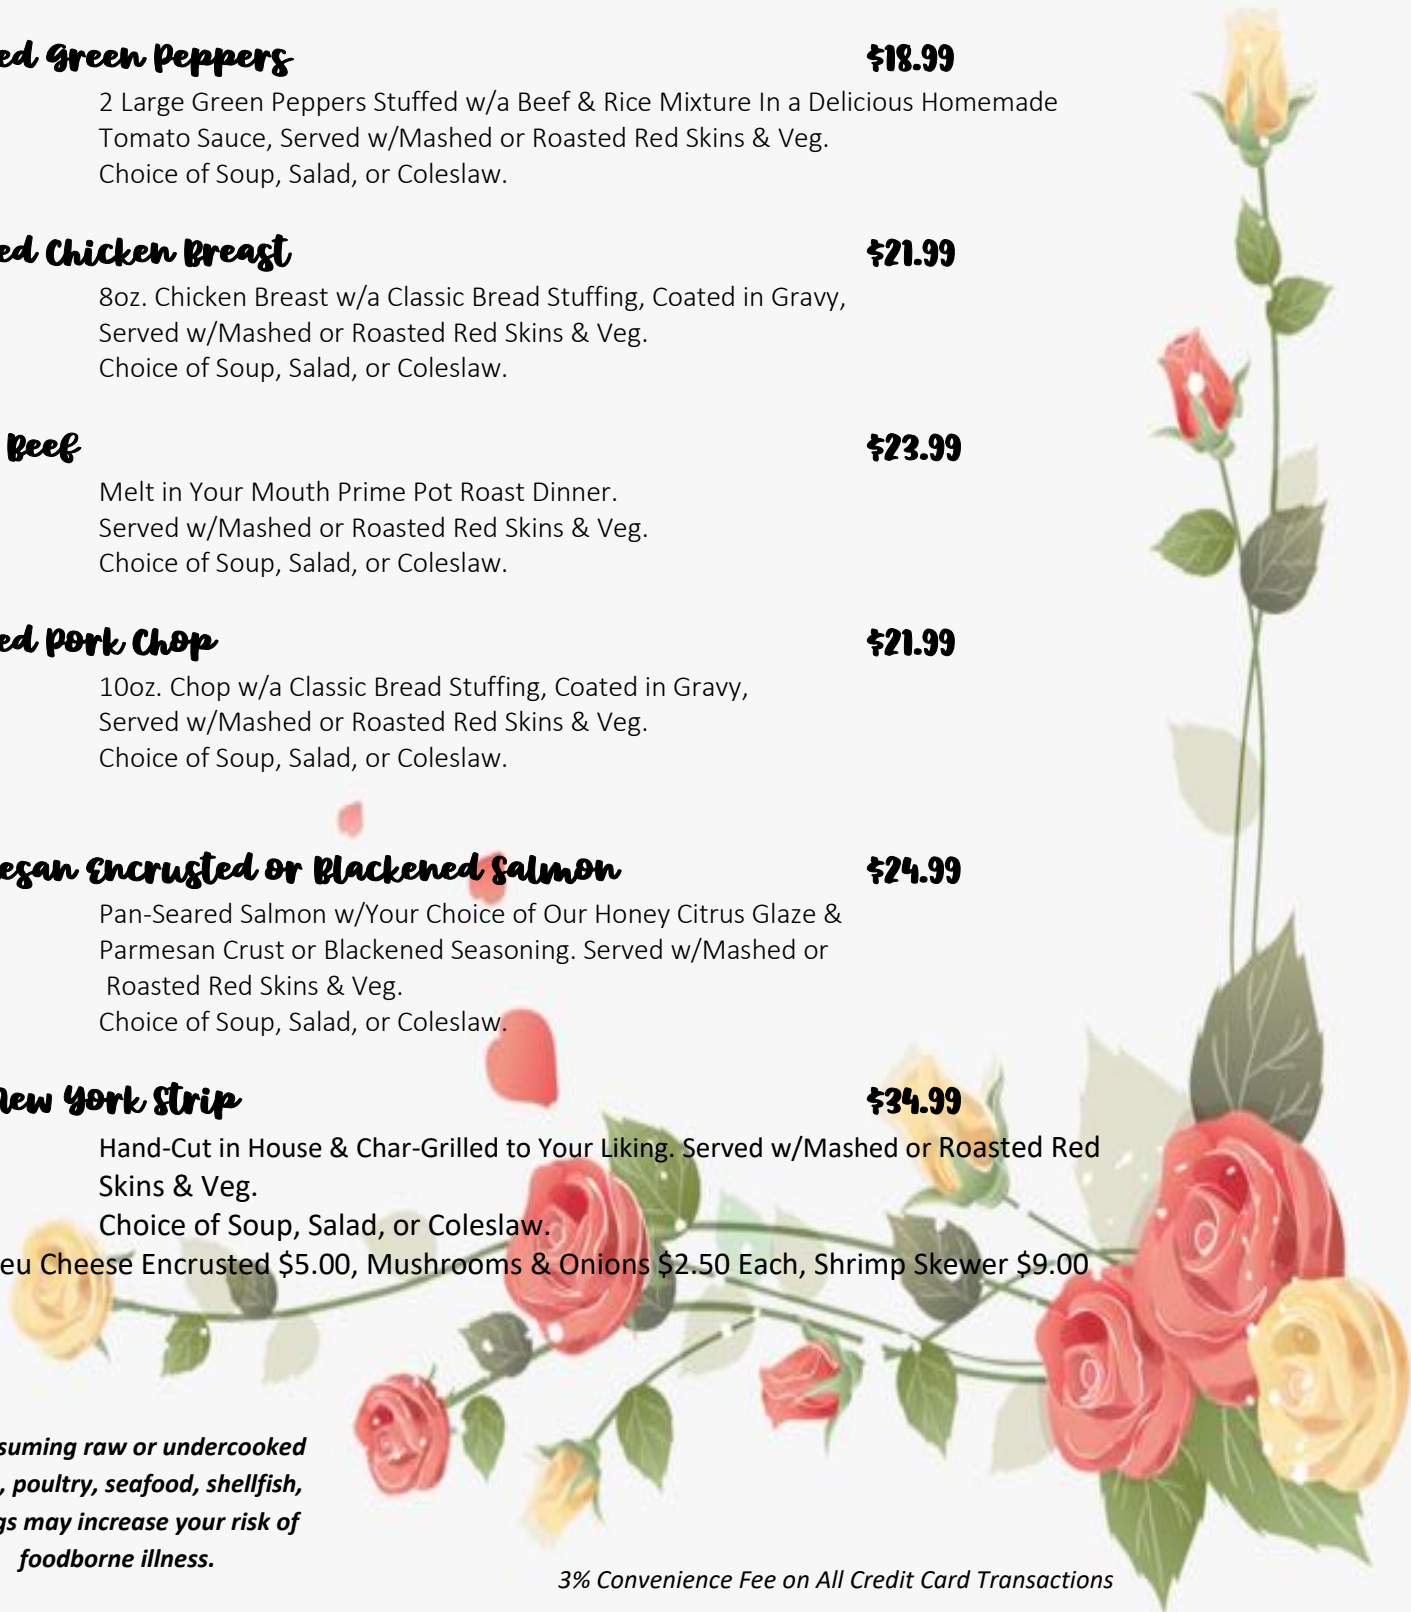 ed Green Peppers $18.99
2 Large Green Peppers Stuffed w/a Beef & Rice Mixture In a Delicious Homemade
Tomato Sauce, Served w/Mashed or Roasted Red Skins & Veg.
Choice of Soup, Salad, or Coleslaw.
ed Chicken Breast $21.99
8oz. Chicken Breast w/a Classic Bread Stuffing, Coated in Gravy,
Served w/Mashed or Roasted Red Skins & Veg.
Choice of Soup, Salad, or Coleslaw.
Beef $23.99
Melt in Your Mouth Prime Pot Roast Dinner.
Served w/Mashed or Roasted Red Skins & Veg.
Choice of Soup, Salad, or Coleslaw.
ed Pork Chop $21.99
10oz. Chop w/a Classic Bread Stuffing, Coated in Gravy,
Served w/Mashed or Roasted Red Skins & Veg.
Choice of Soup, Salad, or Coleslaw.
esan Encrusted or Blackened Salmon $24.99
Pan-Seared Salmon w/Your Choice of Our Honey Citrus Glaze &
Parmesan Crust or Blackened Seasoning. Served w/Mashed or
Roasted Red Skins & Veg.
Choice of Soup, Salad, or Coleslaw.
New York Strip $34.99
Hand-Cut in House & Char-Grilled to Your Liking. Served w/Mashed or Roasted Red
Skins & Veg.
Choice of Soup, Salad, or Coleslaw.
eu Cheese Encrusted $5.00, Mushrooms & Onions $2.50 Each, Shrimp Skewer $9.00
suming raw or undercooked
, poultry, seafood, shellfish,
gs may increase your risk of
foodborne illness.
3% Convenience Fee on All Credit Card Transactions